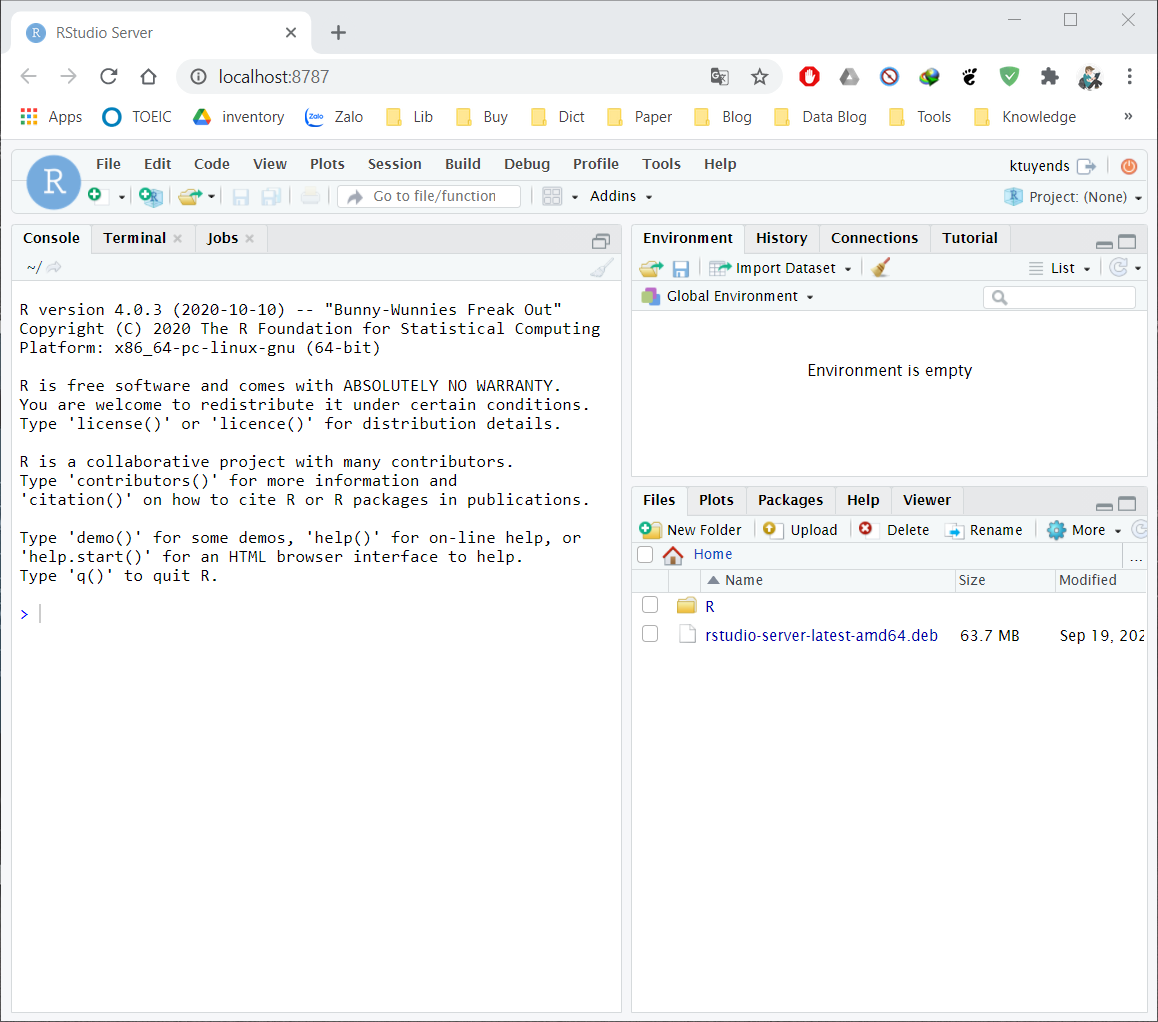 RStudio Server
localhost:8787
Apps TOEIC inventory Zalo Zalo Lib Buy Dict Paper Blog Data Blog Tools Knowledge »
R File Edit Code View Plots Session Build Debug Profile Tools Help ktuyends
Go to file/function Addins Project: (None)
Console Terminal Jobs
~/
R version 4.0.3 (2020-10-10) -- "Bunny-Wunnies Freak Out"
Copyright (C) 2020 The R Foundation for Statistical Computing
Platform: x86_64-pc-linux-gnu (64-bit)
R is free software and comes with ABSOLUTELY NO WARRANTY.
You are welcome to redistribute it under certain conditions.
Type 'license()' or 'licence()' for distribution details.
R is a collaborative project with many contributors.
Type 'contributors()' for more information and
'citation()' on how to cite R or R packages in publications.
Type 'demo()' for some demos, 'help()' for on-line help, or
'help.start()' for an HTML browser interface to help.
Type 'q()' to quit R.
>
Environment History Connections Tutorial
Import Dataset List
Global Environment
Environment is empty
Files Plots Packages Help Viewer
New Folder Upload Delete Rename More
Home ...
Name Size Modified
R
rstudio-server-latest-amd64.deb 63.7 MB Sep 19, 202